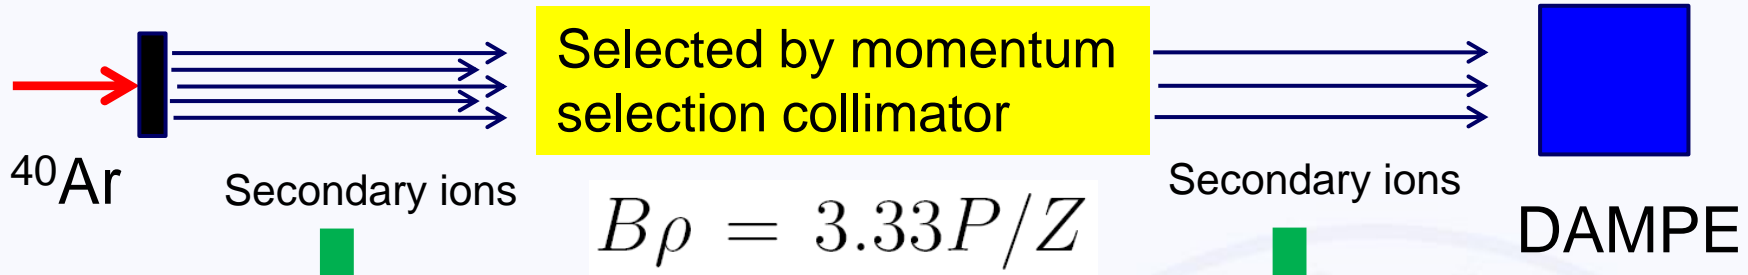 Selected by momentum
selection collimator
⁴⁰Ar
Secondary ions
Bρ = 3.33P/Z
Secondary ions
DAMPE